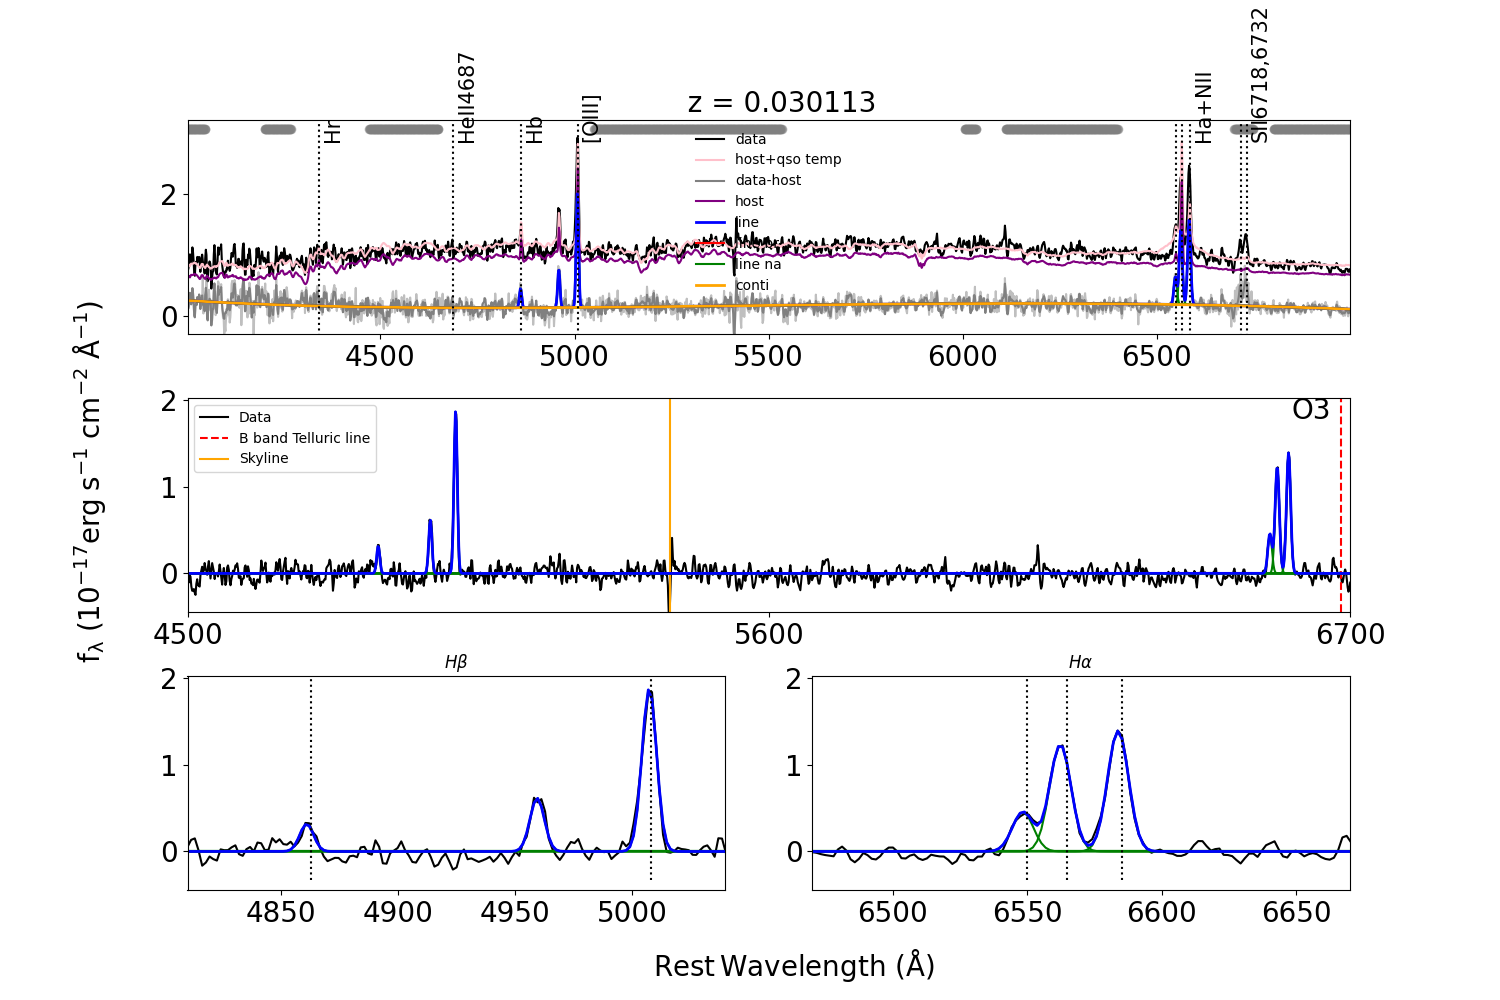 z = 0.030113
Hr
HeII4687
Hb
[OIII]
Ha+NII
SII6718,6732
data
host+qso temp
data-host
host
line
line na
conti
2
0
4500
5000
5500
6000
6500
fλ (10⁻¹⁷erg s⁻¹ cm⁻² Å⁻¹)
O3
Data
B band Telluric line
Skyline
2
1
0
4500
5600
6700
Hβ
2
1
0
4850
4900
4950
5000
Hα
2
1
0
6500
6550
6600
6650
Rest Wavelength (Å)